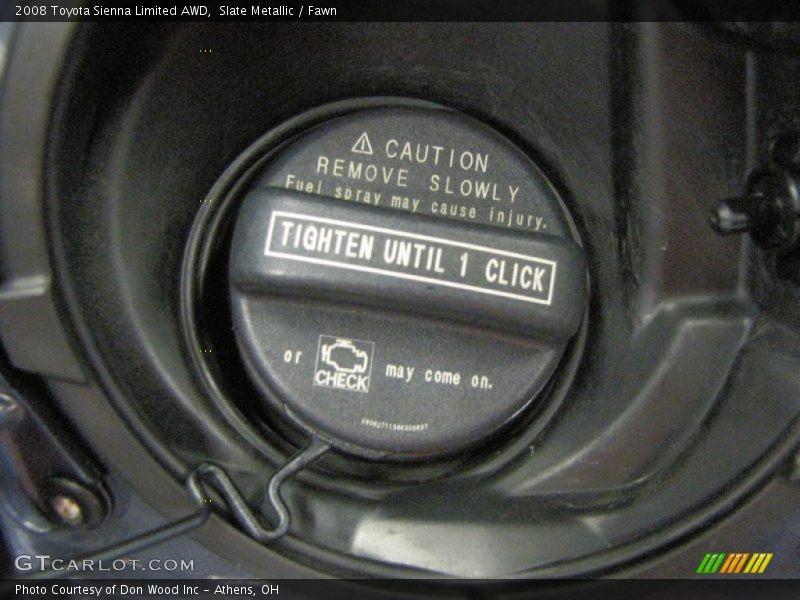 2008 Toyota Sienna Limited AWD,  Slate Metallic / Fawn
CAUTION
REMOVE SLOWLY
Fuel spray may cause injury.
TIGHTEN UNTIL 1 CLICK
or CHECK may come on.
GTCARLOT.COM
Photo Courtesy of Don Wood Inc - Athens, OH